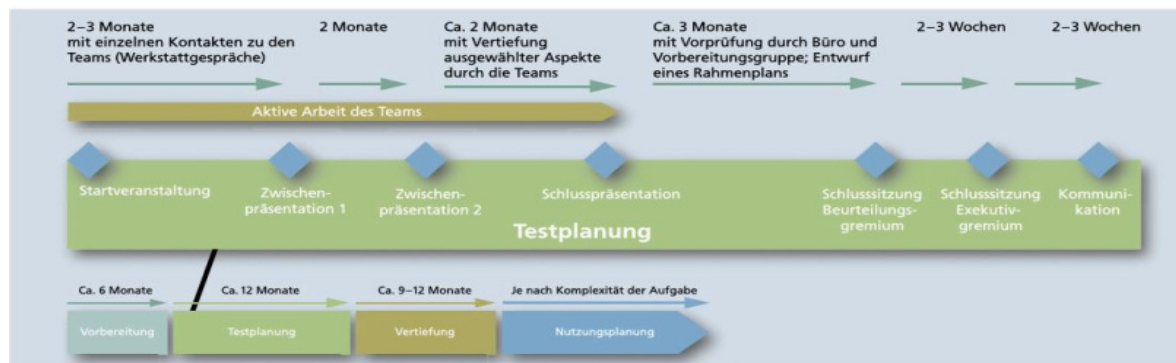 2–3 Monate
mit einzelnen Kontakten zu den
Teams (Werkstattgespräche)
2 Monate
Ca. 2 Monate
mit Vertiefung
ausgewählter Aspekte
durch die Teams
Ca. 3 Monate
mit Vorprüfung durch Büro und
Vorbereitungsgruppe; Entwurf
eines Rahmenplans
2–3 Wochen
2–3 Wochen
Aktive Arbeit des Teams
Startveranstaltung
Zwischen-
präsentation 1
Zwischen-
präsentation 2
Schlusspräsentation
Schlusssitzung
Beurteilungs-
gremium
Schlusssitzung
Exekutiv-
gremium
Kommuni-
kation
Testplanung
Ca. 6 Monate
Ca. 12 Monate
Ca. 9–12 Monate
Je nach Komplexität der Aufgabe
Vorbereitung
Testplanung
Vertiefung
Nutzungsplanung